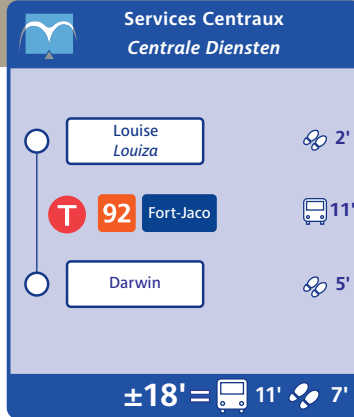 Services Centraux
Centrale Diensten
Louise
Louiza
2'
T 92 Fort-Jaco 11'
Darwin
5'
±18' = 11' 7'